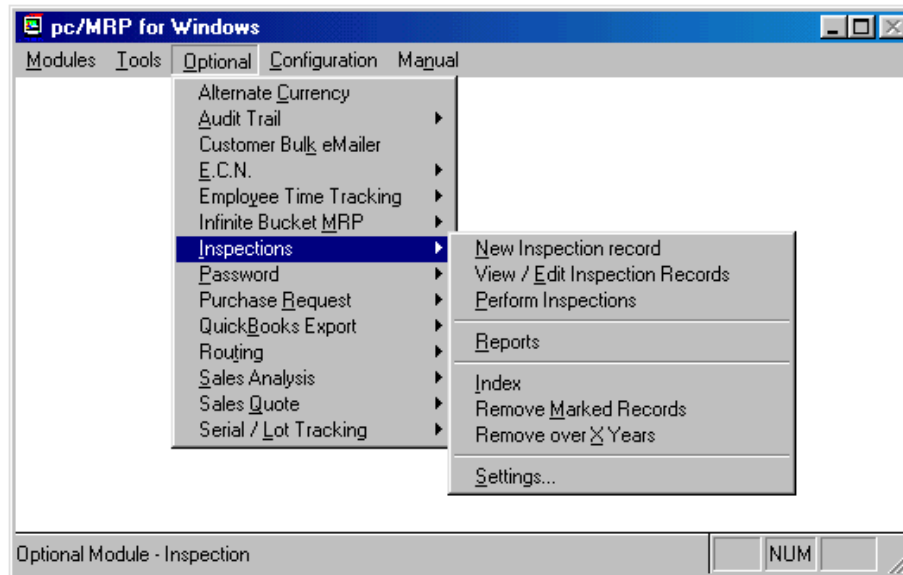 pc/MRP for Windows
Modules Tools Optional Configuration Manual
Alternate Currency
Audit Trail
Customer Bulk eMailer
E.C.N.
Employee Time Tracking
Infinite Bucket MRP
Inspections
Password
Purchase Request
QuickBooks Export
Routing
Sales Analysis
Sales Quote
Serial / Lot Tracking
New Inspection record
View / Edit Inspection Records
Perform Inspections
Reports
Index
Remove Marked Records
Remove over X Years
Settings...
Optional Module - Inspection NUM